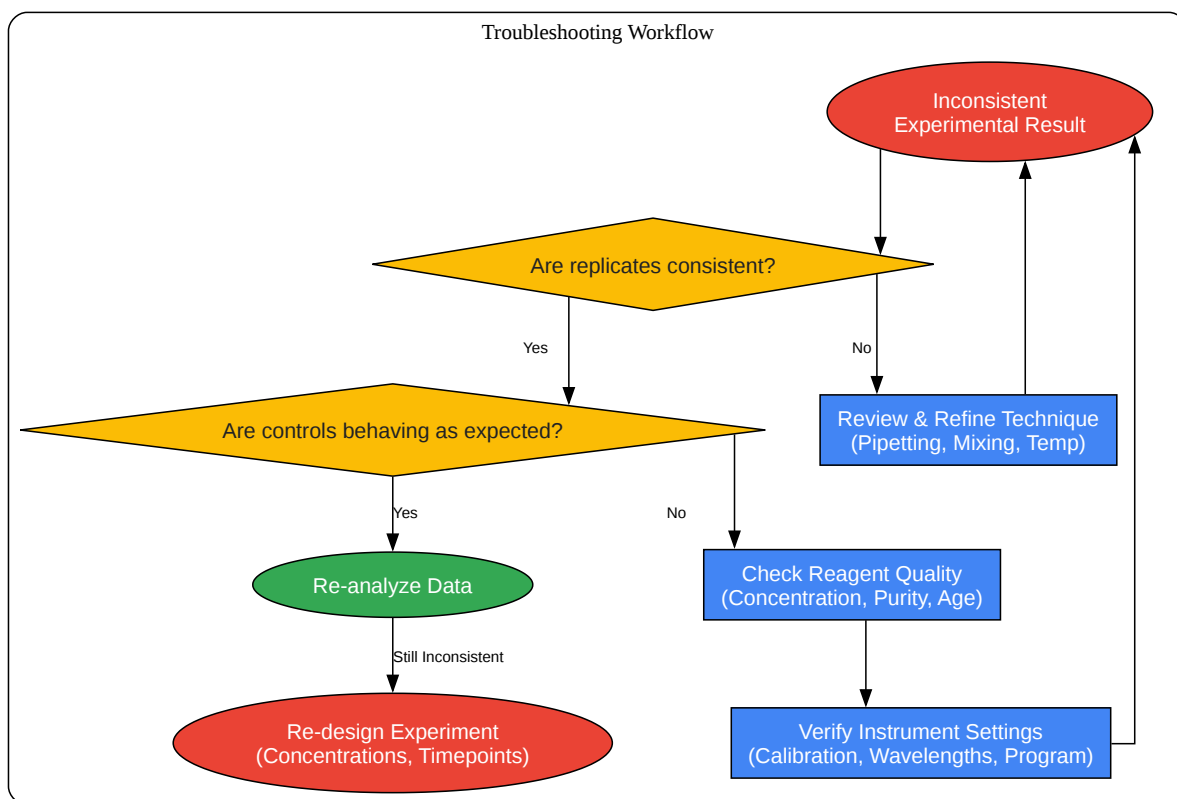 Troubleshooting Workflow
Inconsistent
Experimental Result
Are replicates consistent?
Yes
No
Review & Refine Technique
(Pipetting, Mixing, Temp)
Are controls behaving as expected?
Yes
No
Re-analyze Data
Check Reagent Quality
(Concentration, Purity, Age)
Still Inconsistent
Re-design Experiment
(Concentrations, Timepoints)
Verify Instrument Settings
(Calibration, Wavelengths, Program)